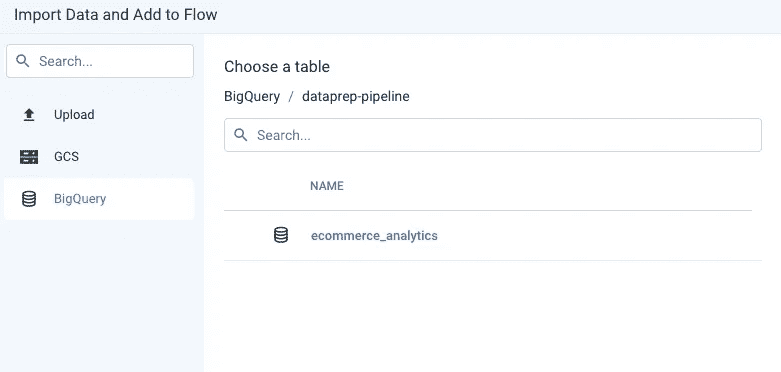 Import Data and Add to Flow
Search...
Upload
GCS
BigQuery
Choose a table
BigQuery / dataprep-pipeline
Search...
NAME
ecommerce_analytics